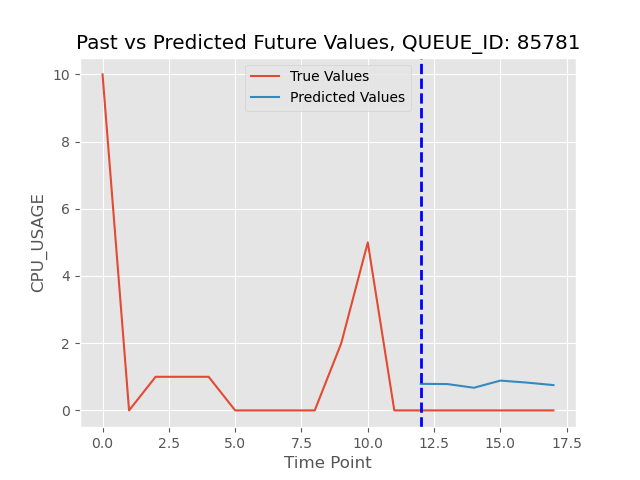 Past vs Predicted Future Values, QUEUE_ID: 85781
True Values
Predicted Values
10
8
6
4
2
0
CPU_USAGE
0.0 2.5 5.0 7.5 10.0 12.5 15.0 17.5
Time Point